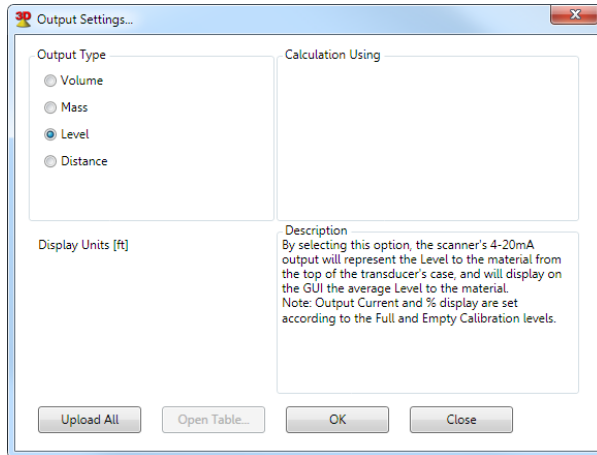 3D
Output Settings...
x
Output Type
Volume
Mass
Level
Distance
Calculation Using
Display Units [ft]
Description
By selecting this option, the scanner's 4-20mA
output will represent the Level to the material from
the top of the transducer's case, and will display on
the GUI the average Level to the material.
Note: Output Current and % display are set
according to the Full and Empty Calibration levels.
Upload All
Open Table...
OK
Close